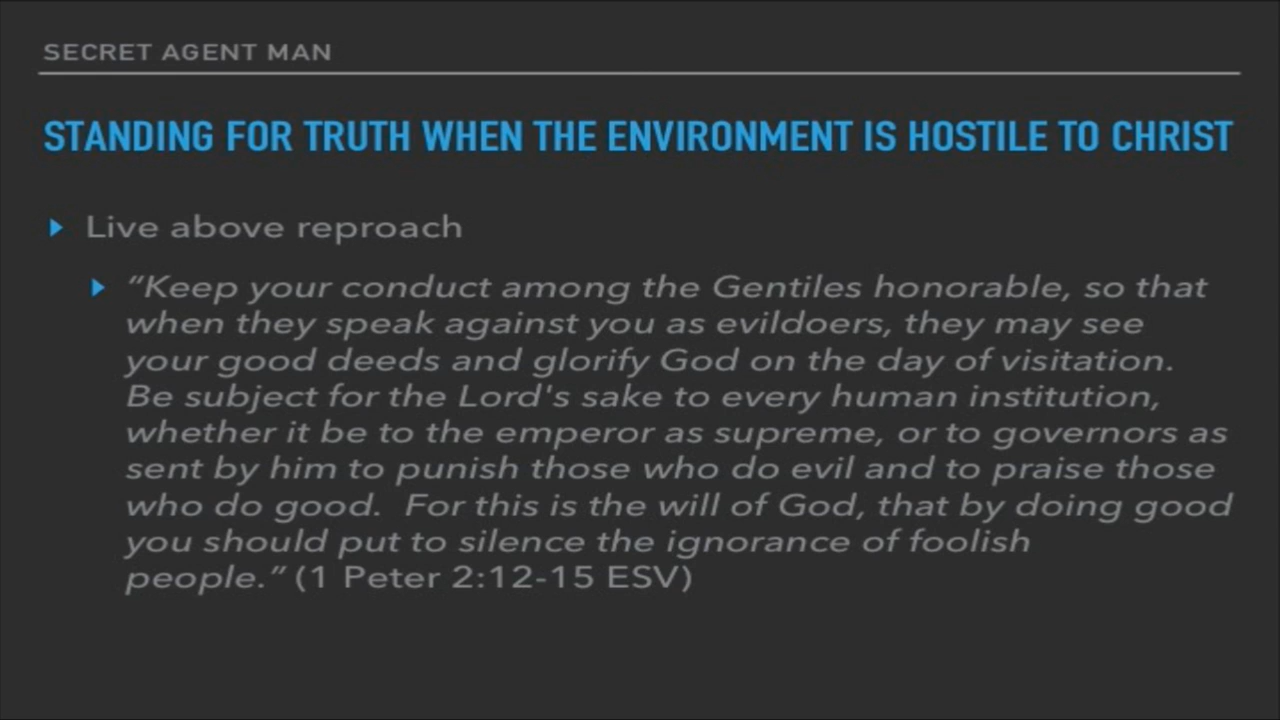 SECRET AGENT MAN
STANDING FOR TRUTH WHEN THE ENVIRONMENT IS HOSTILE TO CHRIST
Live above reproach
“Keep your conduct among the Gentiles honorable, so that
when they speak against you as evildoers, they may see
your good deeds and glorify God on the day of visitation.
Be subject for the Lord's sake to every human institution,
whether it be to the emperor as supreme, or to governors as
sent by him to punish those who do evil and to praise those
who do good.  For this is the will of God, that by doing good
you should put to silence the ignorance of foolish
people.” (1 Peter 2:12-15 ESV)